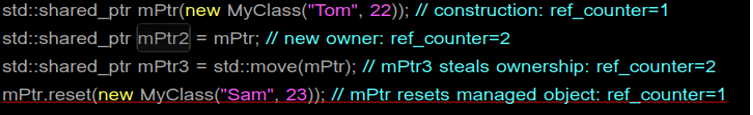 std::shared_ptr mPtr(new MyClass("Tom", 22)); // construction: ref_counter=1
std::shared_ptr mPtr2 = mPtr; // new owner: ref_counter=2
std::shared_ptr mPtr3 = std::move(mPtr); // mPtr3 steals ownership: ref_counter=2
mPtr.reset(new MyClass("Sam", 23)); // mPtr resets managed object: ref_counter=1